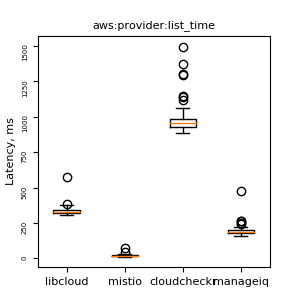 aws:provider:list_time
Latency, ms
1500
1250
1000
750
500
250
0
libcloud
mistio
cloudcheckr
manageiq